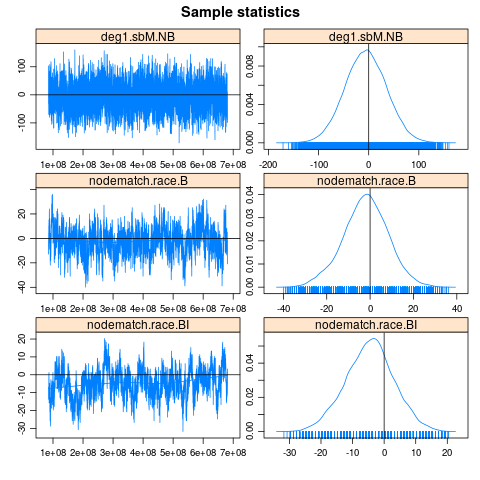 Sample statistics
deg1.sbM.NB
deg1.sbM.NB
100
0
-100
1e+08 2e+08 3e+08 4e+08 5e+08 6e+08 7e+08
0.008
0.004
0.000
-200 -100 0 100
nodematch.race.B
nodematch.race.B
20
0
-20
-40
1e+08 2e+08 3e+08 4e+08 5e+08 6e+08 7e+08
0.04
0.03
0.02
0.01
0.00
-40 -20 0 20 40
nodematch.race.BI
nodematch.race.BI
20
10
0
-10
-20
-30
1e+08 2e+08 3e+08 4e+08 5e+08 6e+08 7e+08
0.04
0.02
0.00
-30 -20 -10 0 10 20